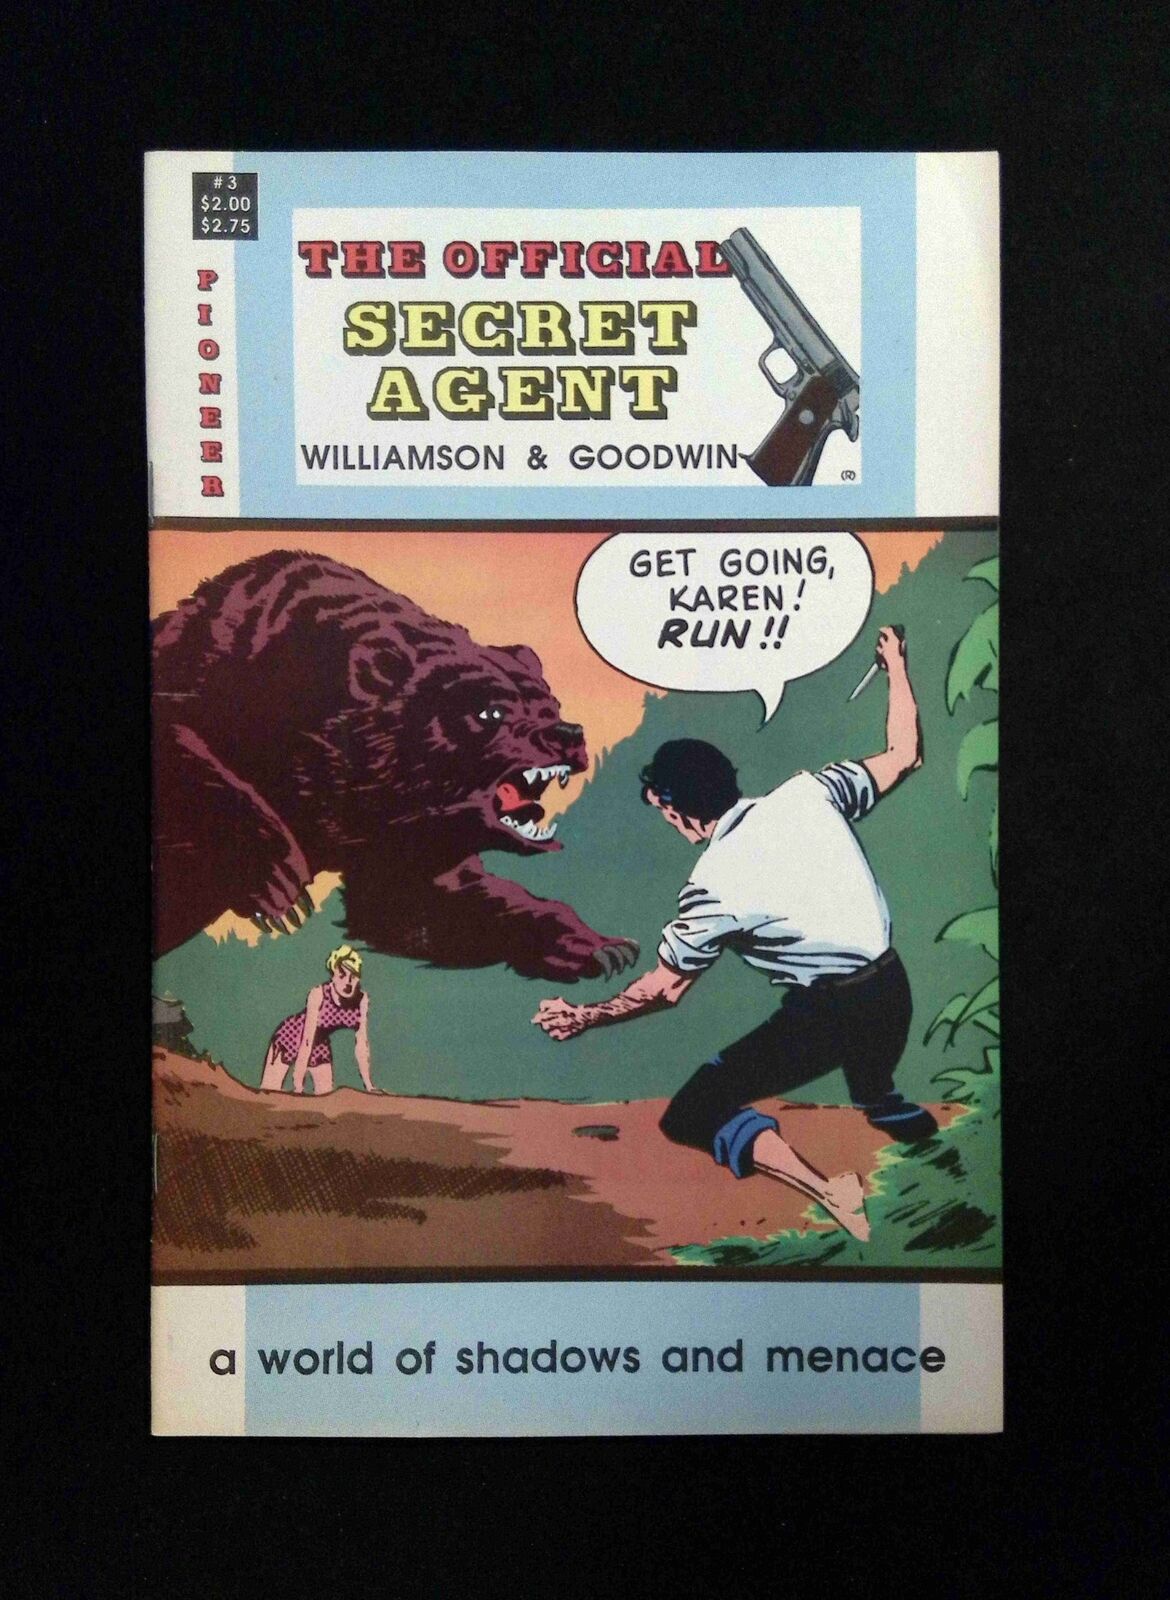 # 3
$2.00
$2.75
PIONEER
THE OFFICIAL
SECRET
AGENT
WILLIAMSON & GOODWIN
(R)
GET GOING,
KAREN!
RUN!!
a world of shadows and menace